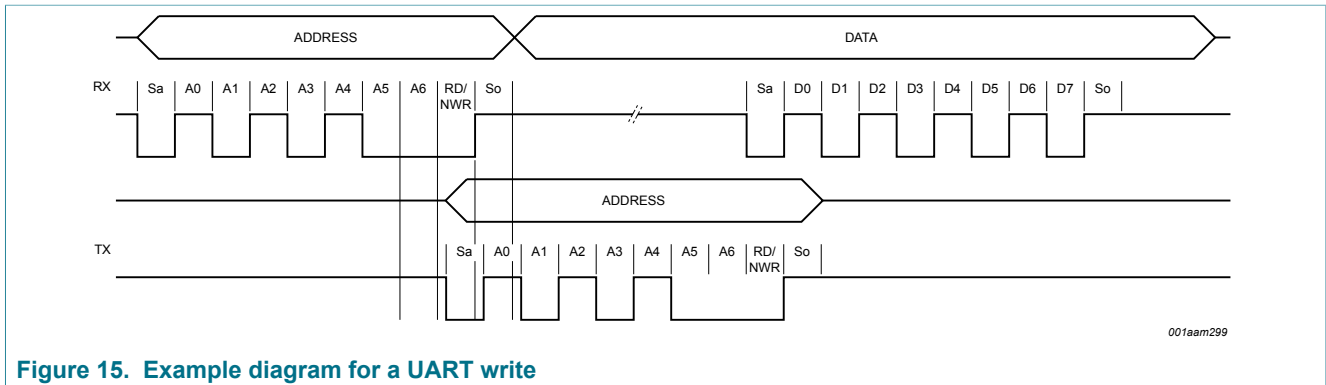 ADDRESS DATA
RX Sa A0 A1 A2 A3 A4 A5 A6 RD/ So Sa D0 D1 D2 D3 D4 D5 D6 D7 So
NWR
ADDRESS
TX Sa A0 A1 A2 A3 A4 A5 A6 RD/ So
NWR
001aam299
Figure 15. Example diagram for a UART write